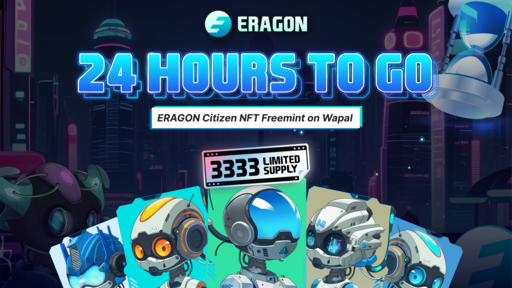 ERAGON
24 HOURS TO GO
ERAGON Citizen NFT Freemint on Wapal
3333 LIMITED
SUPPLY